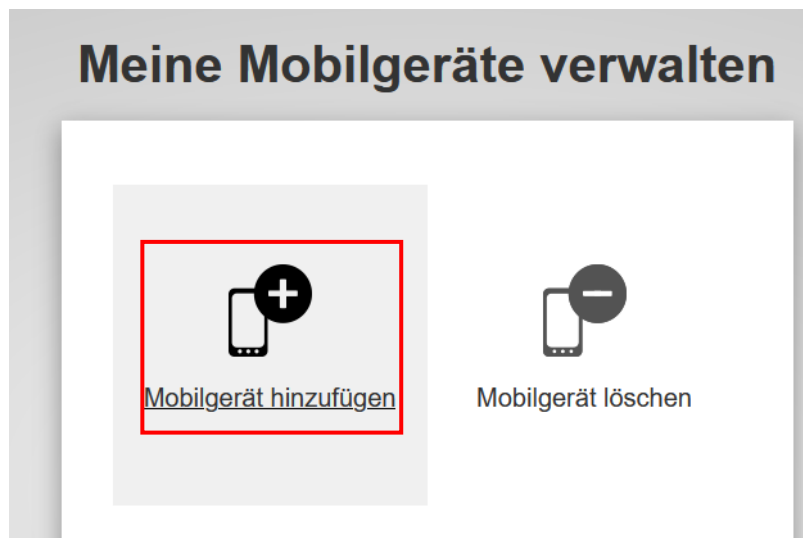 Meine Mobilgeräte verwalten
Mobilgerät hinzufügen
Mobilgerät löschen